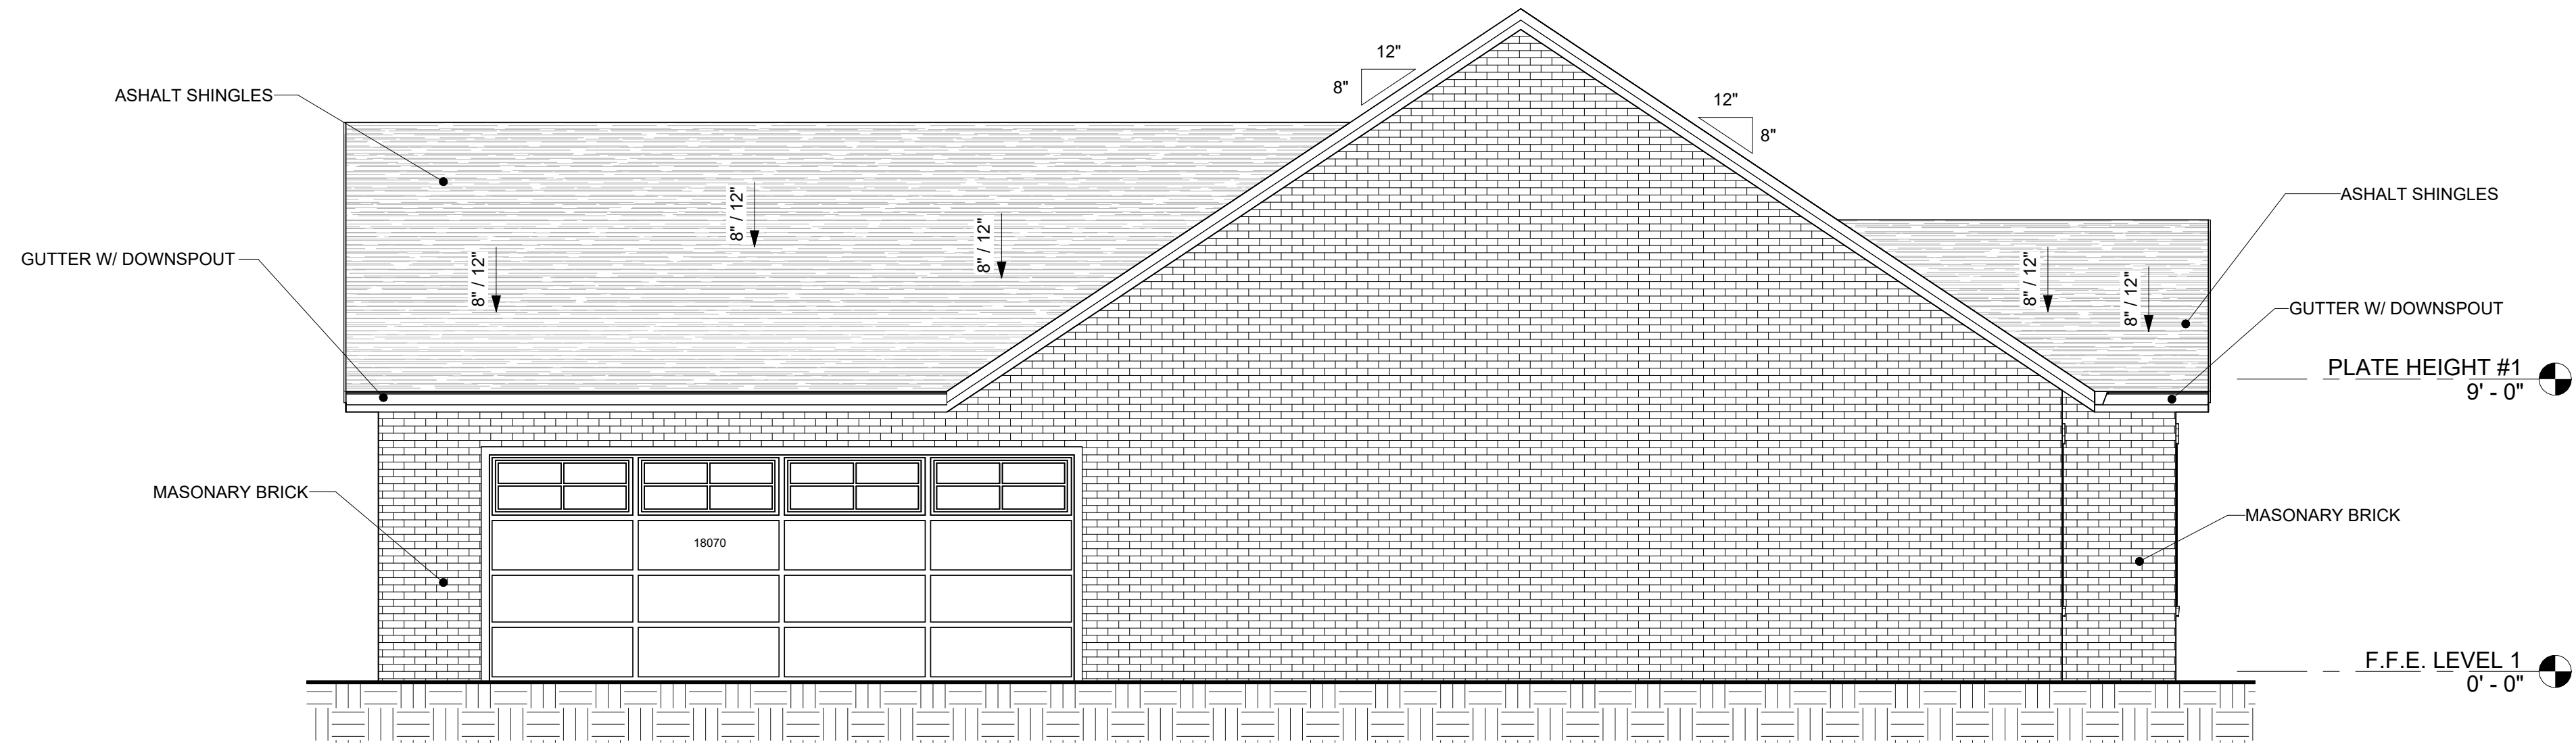 12"
8"
ASHALT SHINGLES
12"
8"
8" / 12"
ASHALT SHINGLES
8" / 12"
GUTTER W/ DOWNSPOUT
8" / 12"
8" / 12"
8" / 12"
GUTTER W/ DOWNSPOUT
PLATE HEIGHT #1
9' - 0"
MASONARY BRICK
MASONARY BRICK
18070
F.F.E. LEVEL 1
0' - 0"